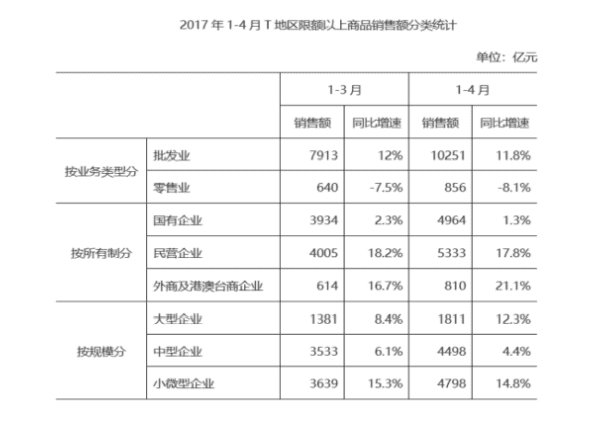 2017 年 1-4 月 T 地区限额以上商品销售额分类统计
单位：亿元
1-3 月 1-4 月
销售额 同比增速 销售额 同比增速
按业务类型分 批发业 7913 12% 10251 11.8%
零售业 640 -7.5% 856 -8.1%
按所有制分 国有企业 3934 2.3% 4964 1.3%
民营企业 4005 18.2% 5333 17.8%
外商及港澳台商企业 614 16.7% 810 21.1%
按规模分 大型企业 1381 8.4% 1811 12.3%
中型企业 3533 6.1% 4498 4.4%
小微型企业 3639 15.3% 4798 14.8%